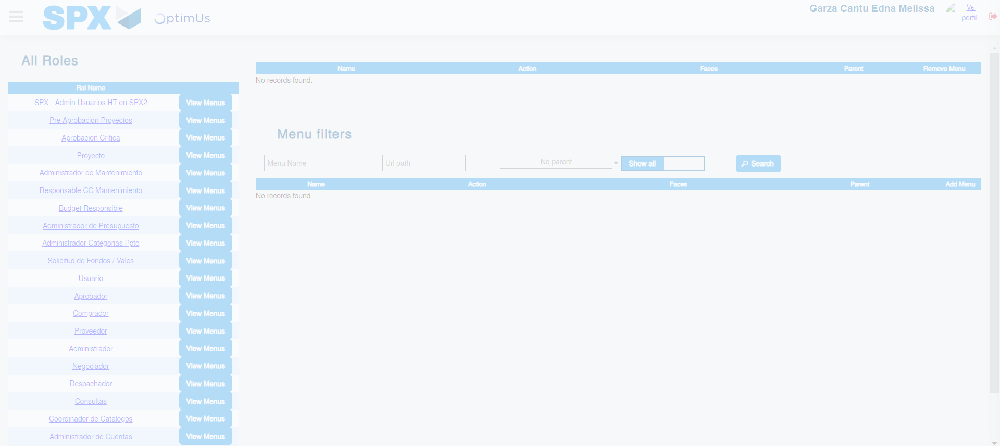 SPX
OptimUs
Garza Cantu Edna Melissa
perfil
All Roles
Rol Name
SPX - Admin Usuarios HT en SPX2 View Menus
Pre Aprobacion Proyectos View Menus
Aprobacion Critica View Menus
Proyecto View Menus
Administrador de Mantenimiento View Menus
Responsable CC Mantenimiento View Menus
Budget Responsible View Menus
Administrador de Presupuesto View Menus
Administrador Categorias Ppto View Menus
Solicitud de Fondos / Vales View Menus
Usuario View Menus
Aprobador View Menus
Comprador View Menus
Proveedor View Menus
Administrador View Menus
Negociador View Menus
Despachador View Menus
Consultas View Menus
Coordinador de Catalogos View Menus
Administrador de Cuentas View Menus
Name Action Faces Parent Remove Menu
No records found.
Menu filters
Menu Name Url path No parent Show all Search
Name Action Faces Parent Add Menu
No records found.